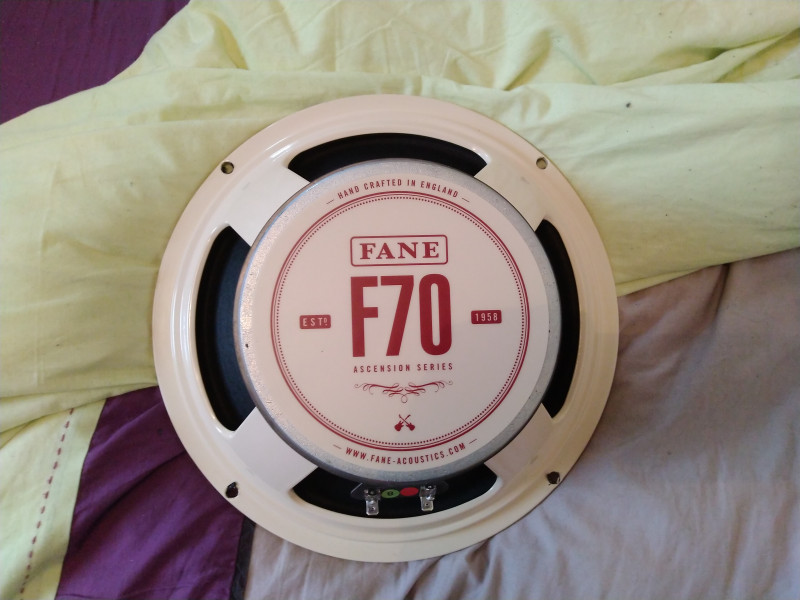 HAND CRAFTED IN ENGLAND
FANE
F70
ESTD 1958
ASCENSION SERIES
WWW.FANE-ACOUSTICS.COM